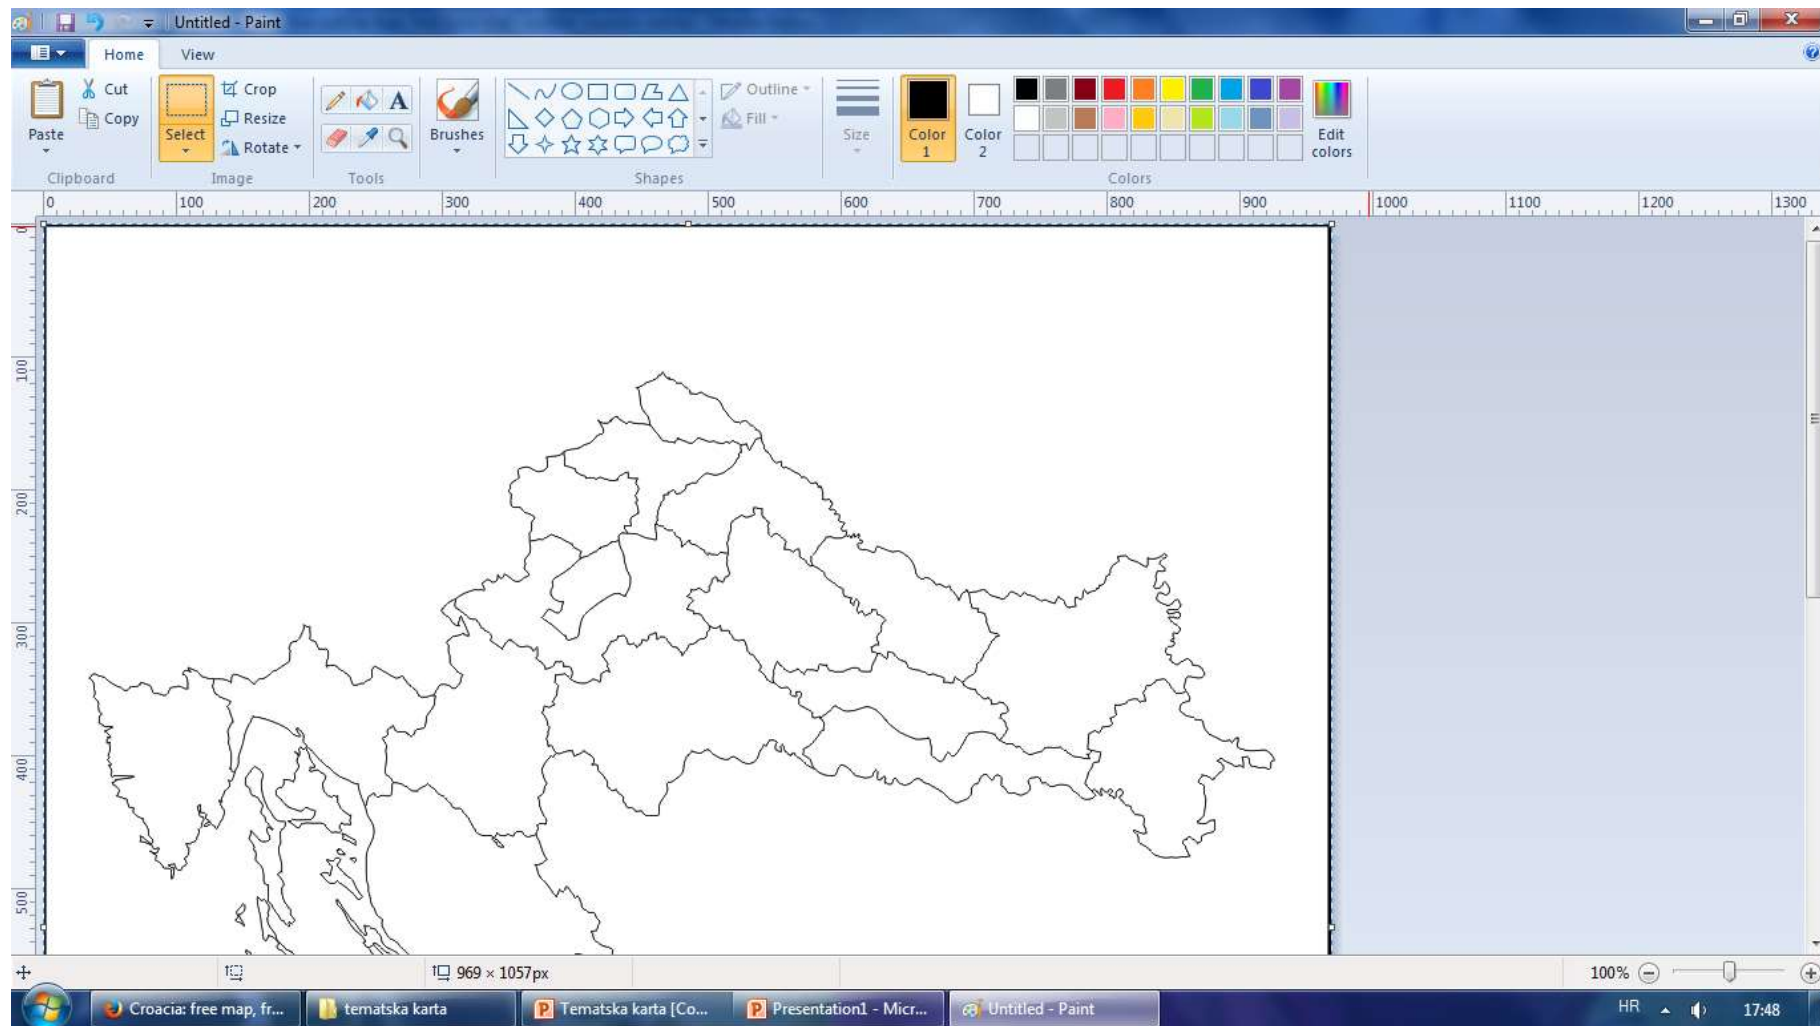 Untitled - Paint
Home View
Cut
Copy
Paste
Clipboard
Select
Crop
Resize
Rotate
Image
A
Tools
Brushes
Outline
Fill
Shapes
Size
Color 1
Color 2
Edit colors
Colors
0 100 200 300 400 500 600 700 800 900 1000 1100 1200 1300
0
100
200
300
400
500
969 × 1057px
100%
Croacia: free map, fr...
tematska karta
Tematska karta [Co...
Presentation1 - Micr...
Untitled - Paint
HR
17:48